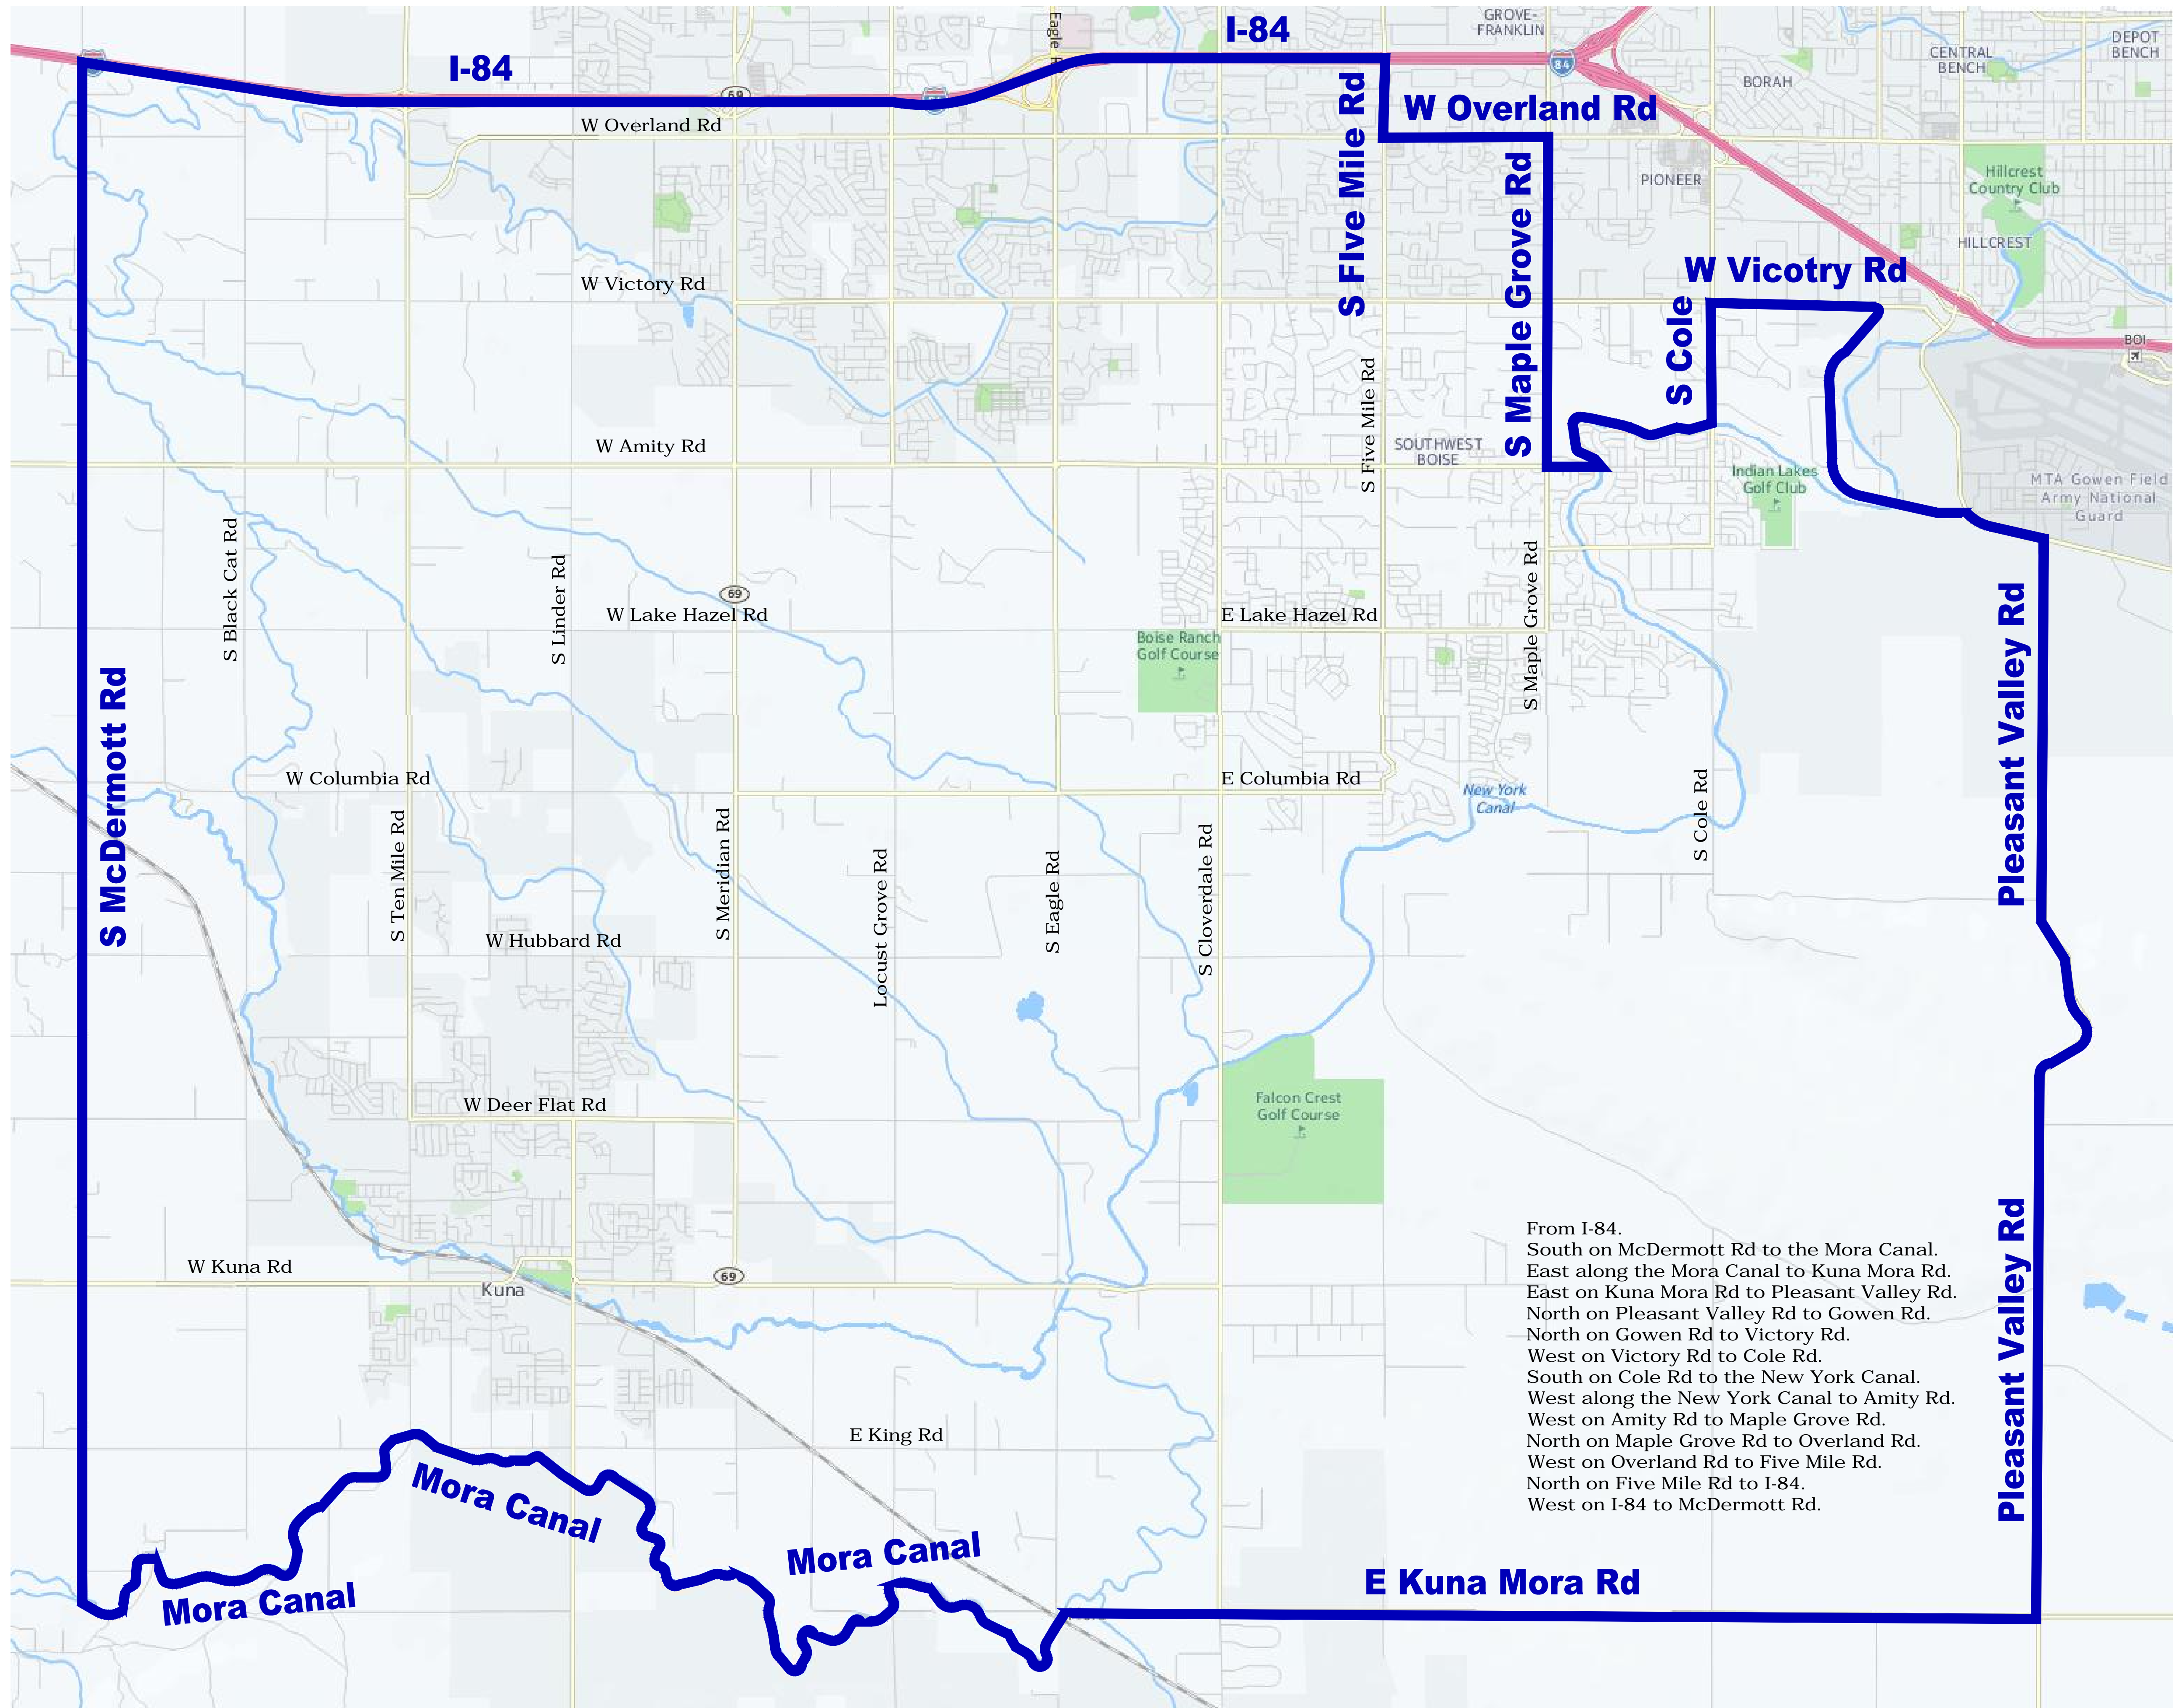 I-84
I-84
Eagle R
GROVE-
FRANKLIN
CENTRAL
BENCH
DEPOT
BENCH
84
BORAH
69
W Overland Rd
S FIve Mile Rd
W Overland Rd
S Maple Grove Rd
PIONEER
Hillcrest
Country Club
HILLCREST
W Victory Rd
W Vicotry Rd
S Cole
BOI
W Amity Rd
S Five Mile Rd
SOUTHWEST
BOISE
Indian Lakes
Golf Club
MTA Gowen Field
Army National
Guard
S Black Cat Rd
S Linder Rd
69
W Lake Hazel Rd
E Lake Hazel Rd
S Maple Grove Rd
Boise Ranch
Golf Course
Pleasant Valley Rd
S McDermott Rd
W Columbia Rd
E Columbia Rd
New York
Canal
S Cole Rd
S Ten Mile Rd
S Meridian Rd
Locust Grove Rd
S Eagle Rd
S Cloverdale Rd
W Hubbard Rd
W Deer Flat Rd
Falcon Crest
Golf Course
W Kuna Rd
Kuna
69
From I-84.
South on McDermott Rd to the Mora Canal.
East along the Mora Canal to Kuna Mora Rd.
East on Kuna Mora Rd to Pleasant Valley Rd.
North on Pleasant Valley Rd to Gowen Rd.
North on Gowen Rd to Victory Rd.
West on Victory Rd to Cole Rd.
South on Cole Rd to the New York Canal.
West along the New York Canal to Amity Rd.
West on Amity Rd to Maple Grove Rd.
North on Maple Grove Rd to Overland Rd.
West on Overland Rd to Five Mile Rd.
North on Five Mile Rd to I-84.
West on I-84 to McDermott Rd.
Pleasant Valley Rd
E King Rd
Mora Canal
Mora Canal
Mora Canal
E Kuna Mora Rd